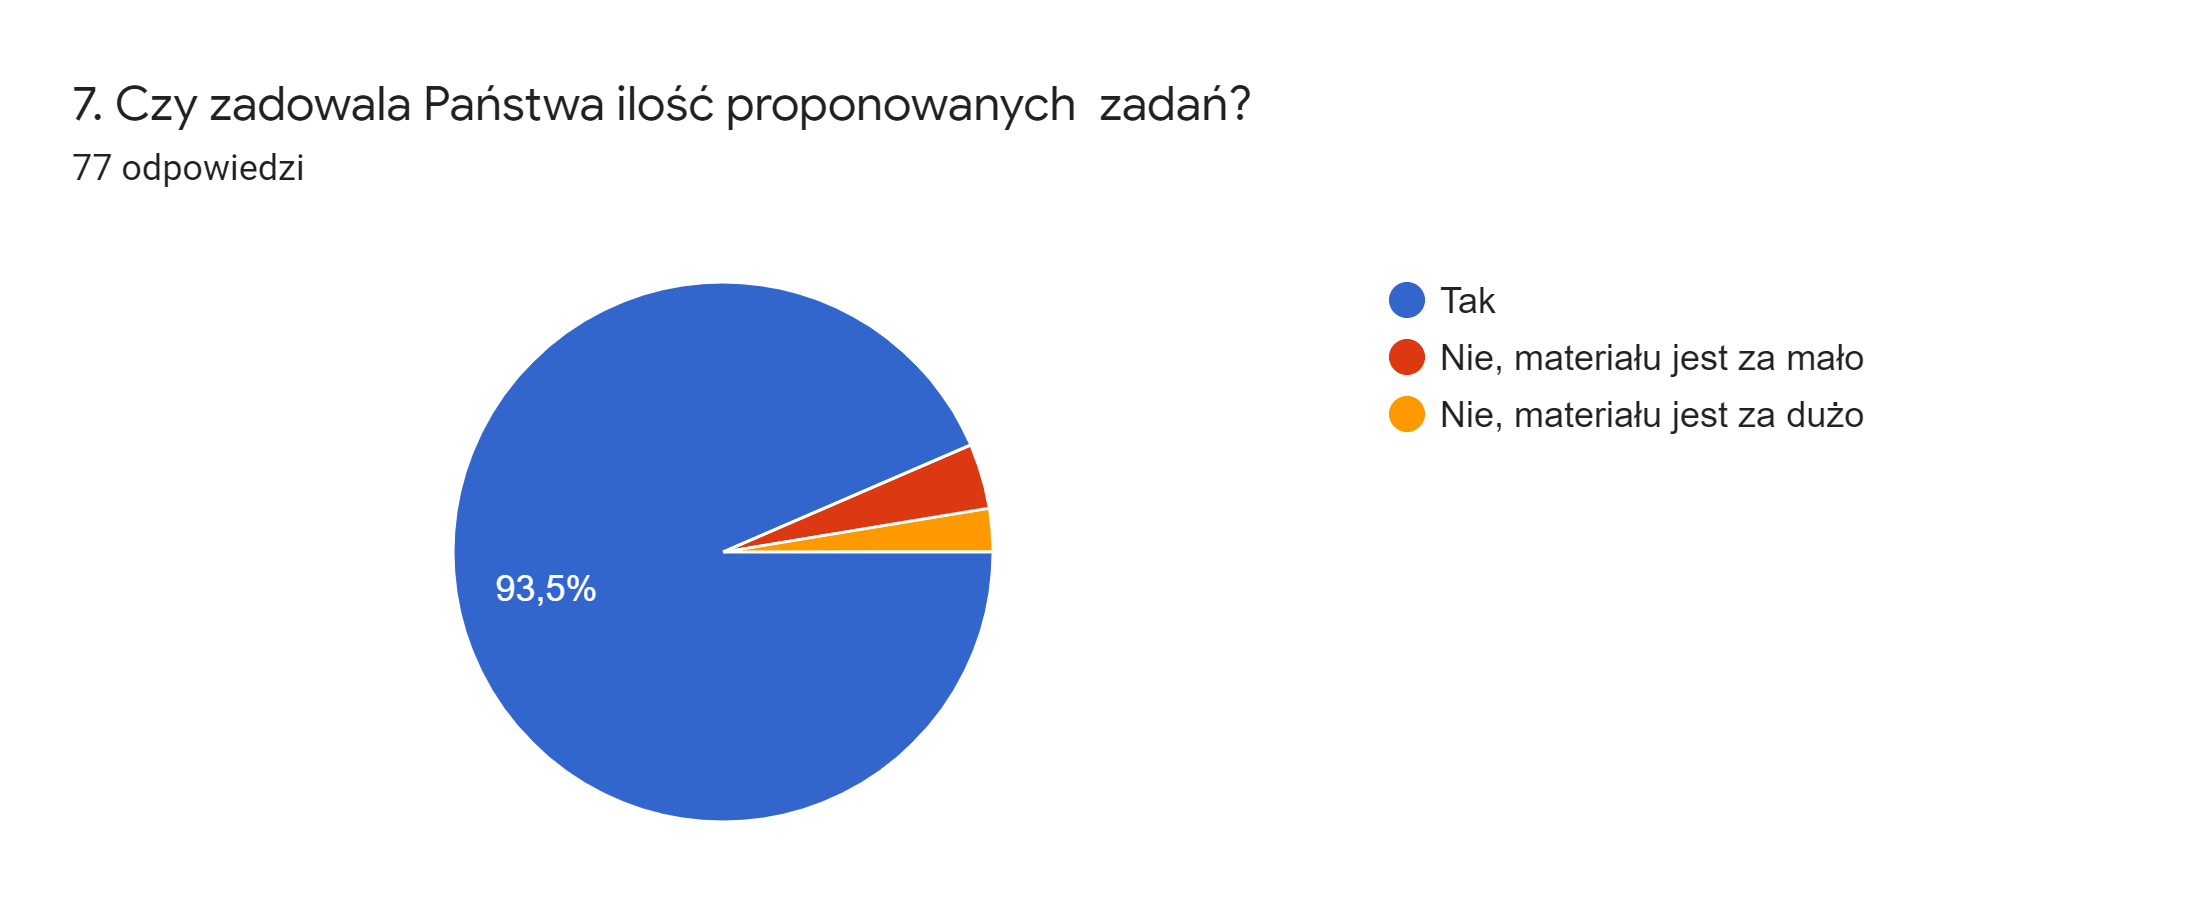 7. Czy zadowala Państwa ilość proponowanych  zadań?
77 odpowiedzi
Tak
Nie, materiału jest za mało
Nie, materiału jest za dużo
93,5%